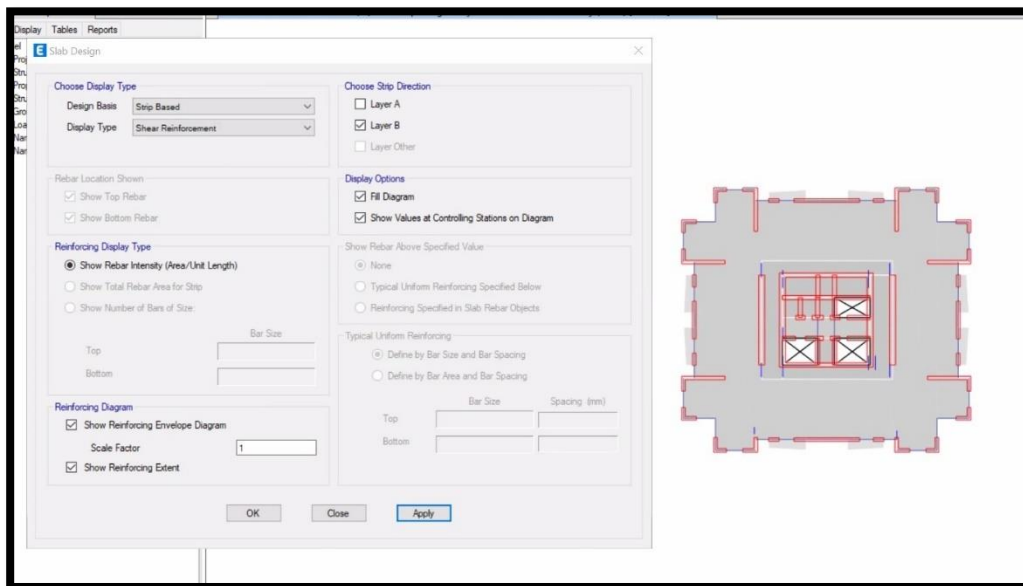 Display Tables Reports
E Slab Design
Choose Display Type
Design Basis Strip Based
Display Type Shear Reinforcement
Rebar Location Shown
Show Top Rebar
Show Bottom Rebar
Reinforcing Display Type
Show Rebar Intensity (Area/Unit Length)
Show Total Rebar Area for Strip
Show Number of Bars of Size:
Bar Size
Top
Bottom
Reinforcing Diagram
Show Reinforcing Envelope Diagram
Scale Factor 1
Show Reinforcing Extent
Choose Strip Direction
Layer A
Layer B
Layer Other
Display Options
Fill Diagram
Show Values at Controlling Stations on Diagram
Show Rebar Above Specified Value
None
Typical Uniform Reinforcing Specified Below
Reinforcing Specified in Slab Rebar Objects
Typical Uniform Reinforcing
Define by Bar Size and Bar Spacing
Define by Bar Area and Bar Spacing
Bar Size Spacing (mm)
Top
Bottom
OK Close Apply